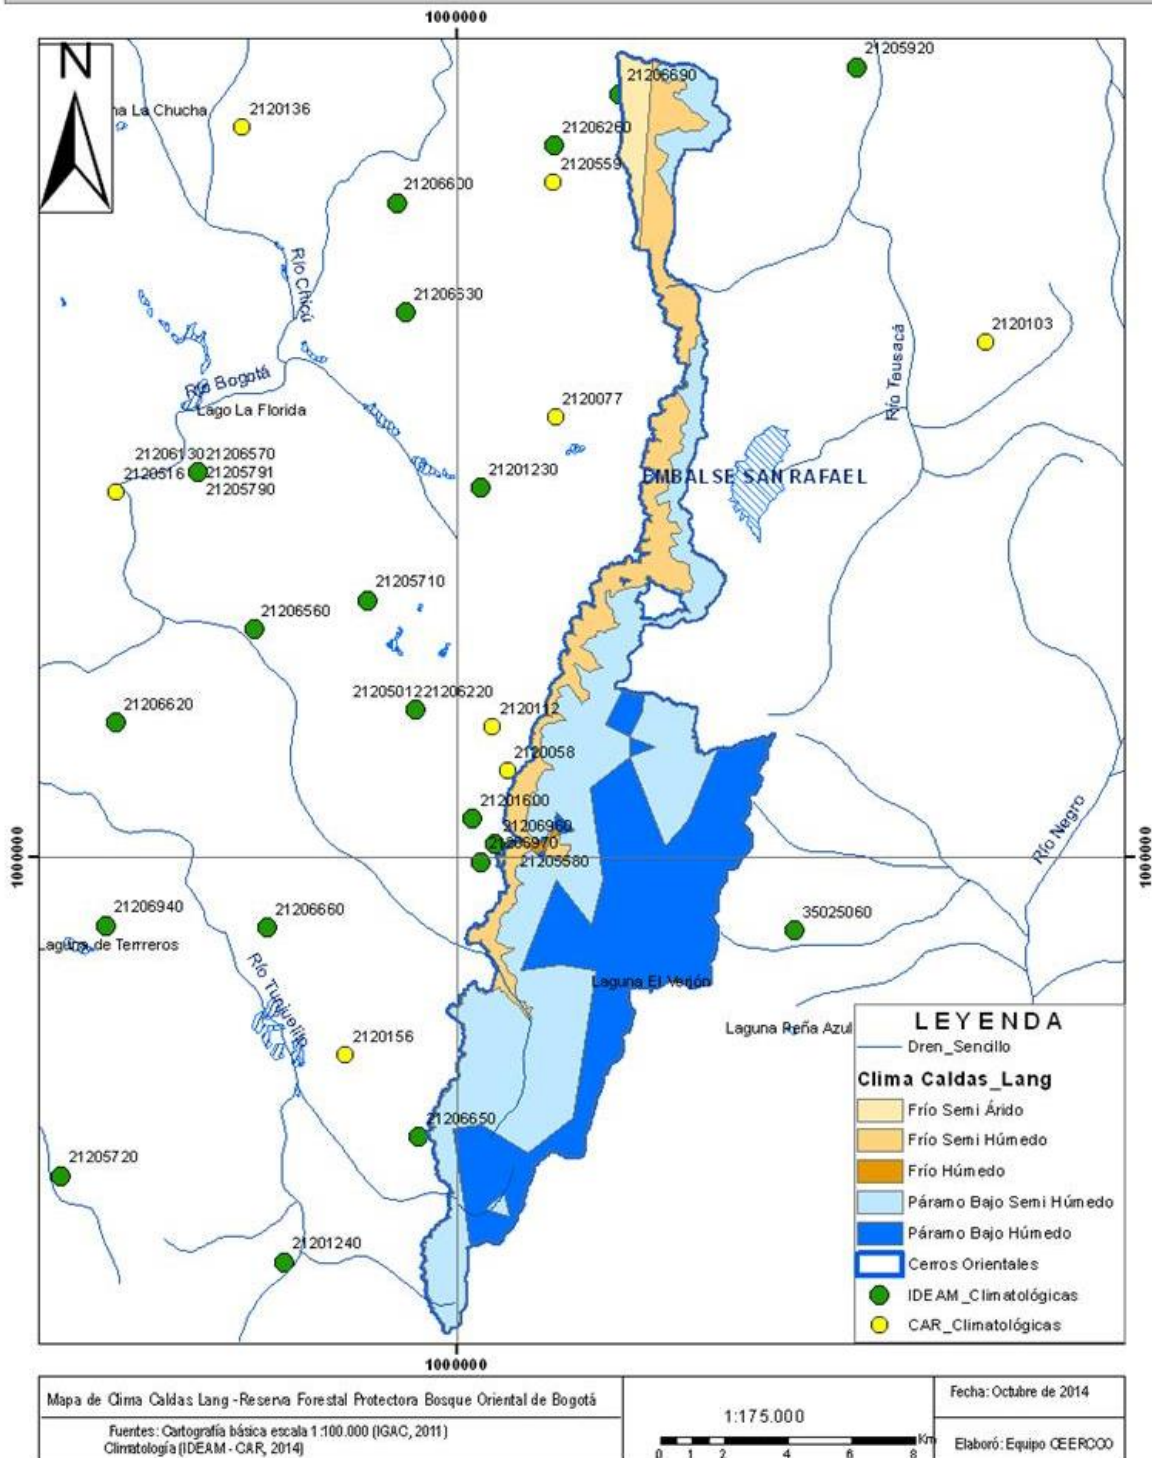 1000000
N
21205920
21206690
na La Chucha
2120136
21206260
2120559
21206600
Río Chicú
21206530
2120103
Río Teusacá
Río Bogotá
Lago La Florida
2120077
21206130 21206570
2120516 21205791
21205790
21201230
EMBALSE SAN RAFAEL
21205710
21206560
21206620
21206220
2120112
2120058
21201600
21206960
21206970
21205580
1000000
1000000
Río Negro
21206940
21206660
35025060
Laguna de Terrreros
Río Tunjuelito
Laguna El Verjón
Laguna Peña Azul
2120156
21206650
21205720
21201240
LEYENDA
Dren_Sencillo
Clima Caldas_Lang
Frío Semi Árido
Frío Semi Húmedo
Frío Húmedo
Páramo Bajo Semi Húmedo
Páramo Bajo Húmedo
Cerros Orientales
IDEAM_Climatológicas
CAR_Climatológicas
1000000
Mapa de Clima Caldas Lang -Reserva Forestal Protectora Bosque Oriental de Bogotá
Fuentes: Cartografía básica escala 1:100.000 (IGAC, 2011)
Climatología (IDEAM - CAR, 2014)
1:175.000
Km
0 1 2 4 6 8
Fecha: Octubre de 2014
Elaboró: Equipo CEERCCO